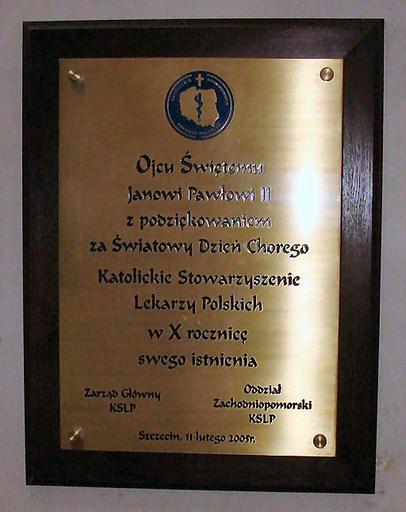 Ojcu Świętemu
Janowi Pawłowi II
z podziękowaniem
za Światowy Dzień Chorego
Katolickie Stowarzyszenie
Lekarzy Polskich
w X rocznicę
swego istnienia
Zarząd Główny
KSLP
Oddział
Zachodniopomorski
KSLP
Szczecin, 11 lutego 2005r.